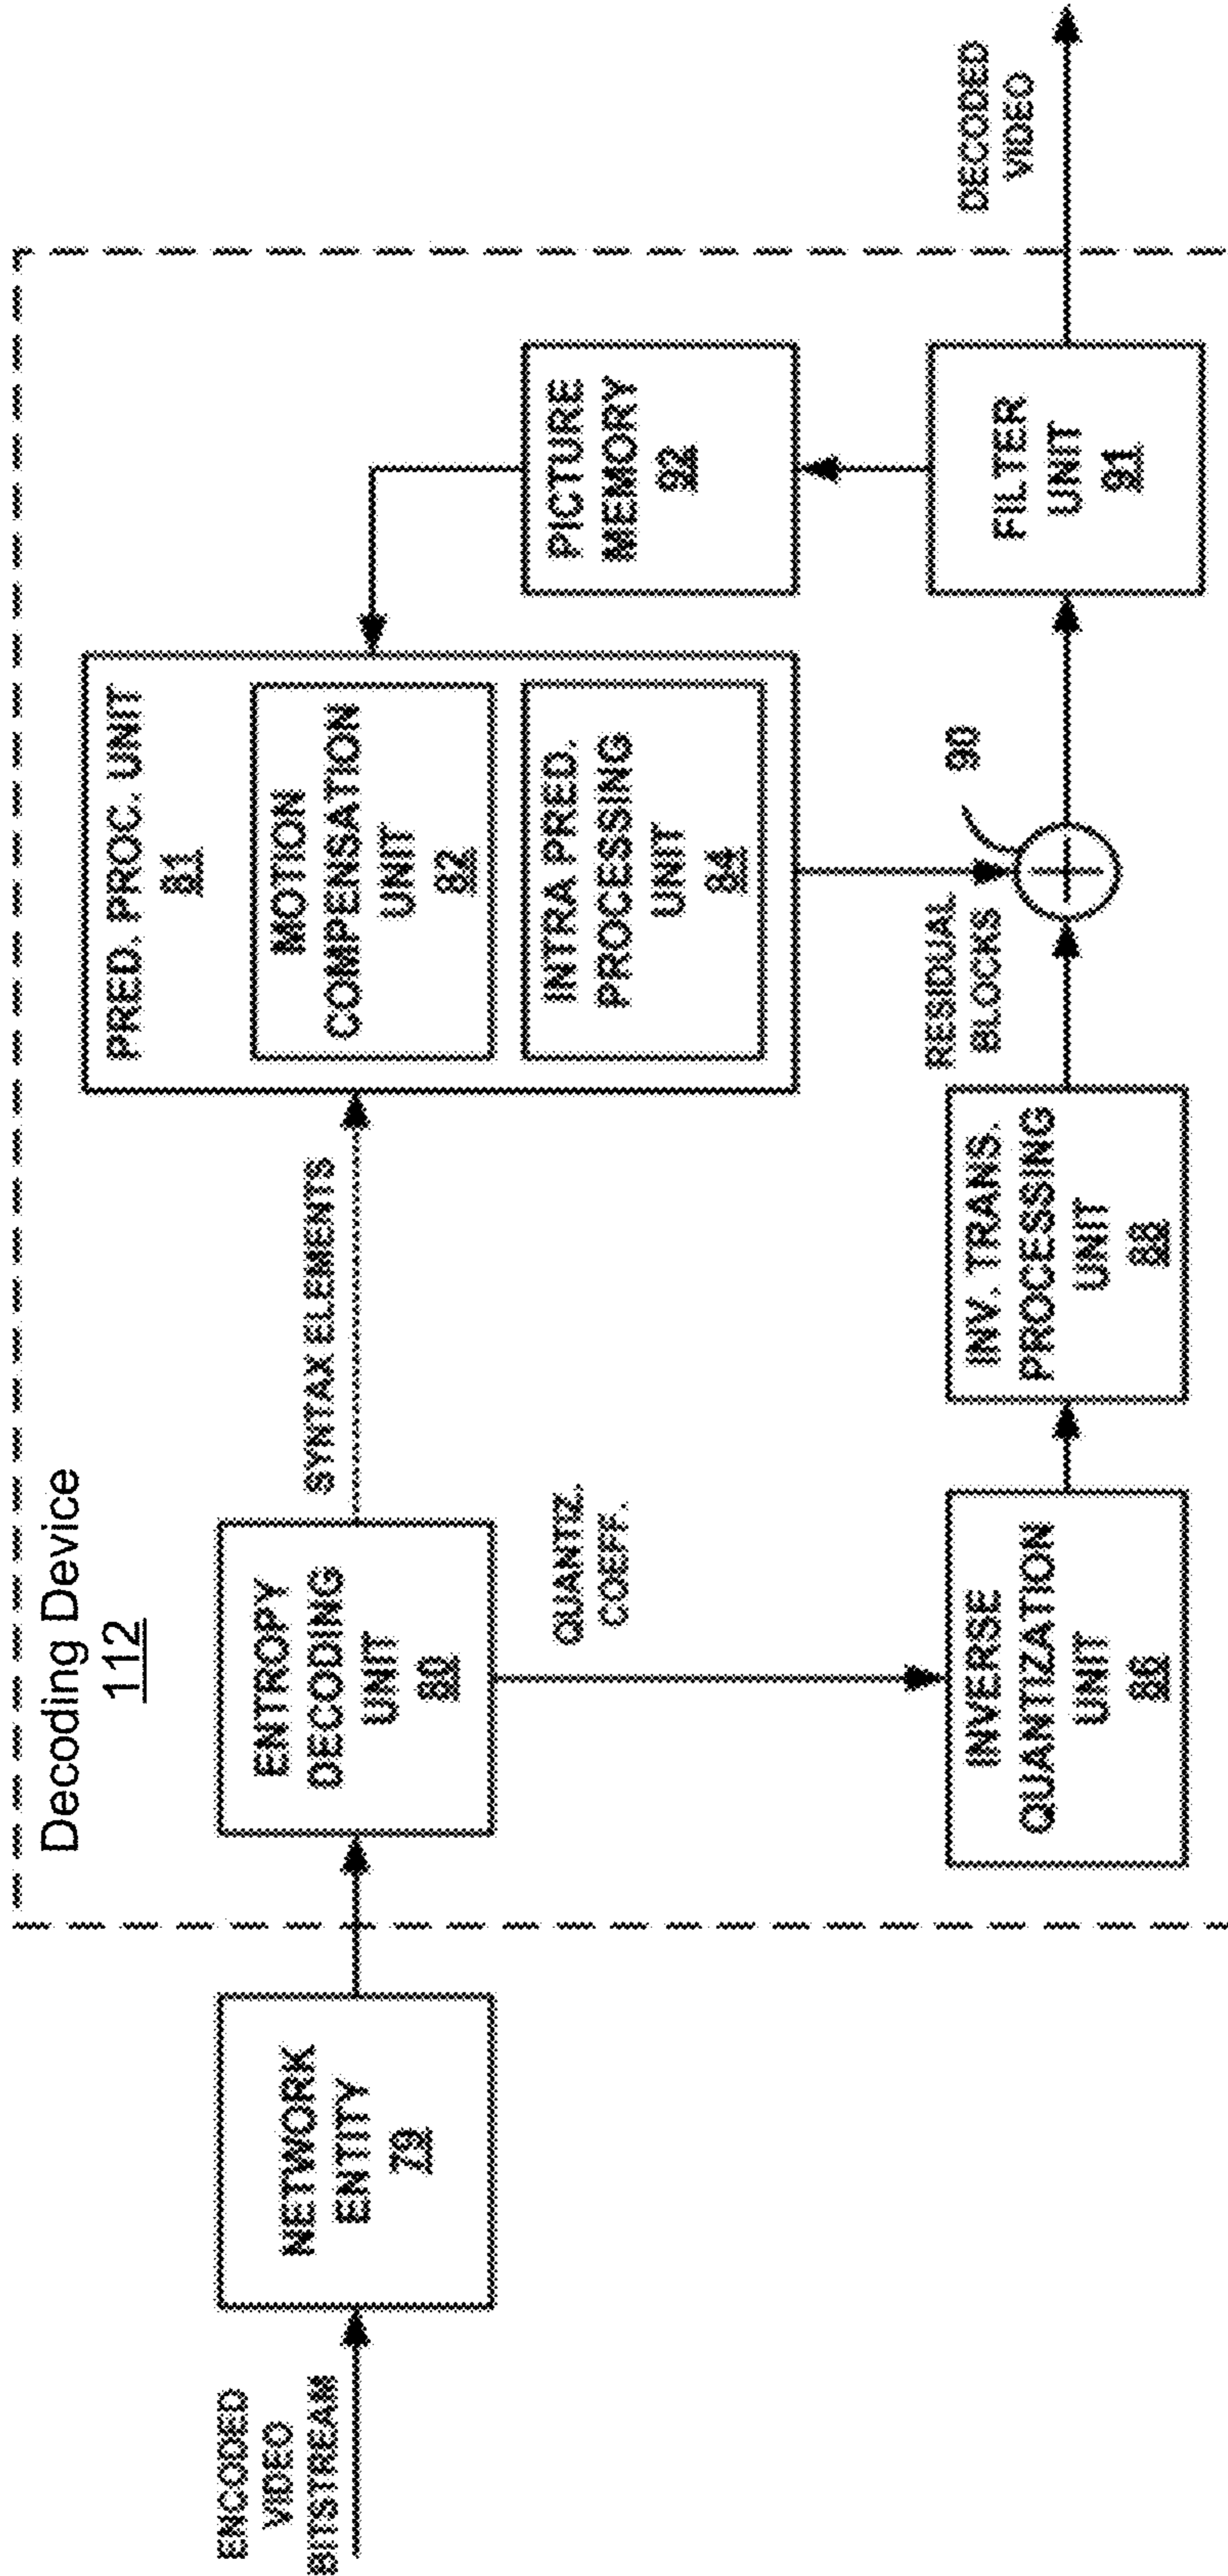 Decoding Device
112
ENCODED
VIDEO
BITSTREAM
NETWORK
ENTITY
79
ENTROPY
DECODING
UNIT
80
SYNTAX ELEMENTS
QUANTIZ.
COEFF.
PRED. PROC. UNIT
81
MOTION
COMPENSATION
UNIT
82
INTRA PRED.
PROCESSING
UNIT
84
PICTURE
MEMORY
92
INVERSE
QUANTIZATION
UNIT
86
INV. TRANS.
PROCESSING
UNIT
88
RESIDUAL
BLOCKS
90
FILTER
UNIT
91
DECODED
VIDEO